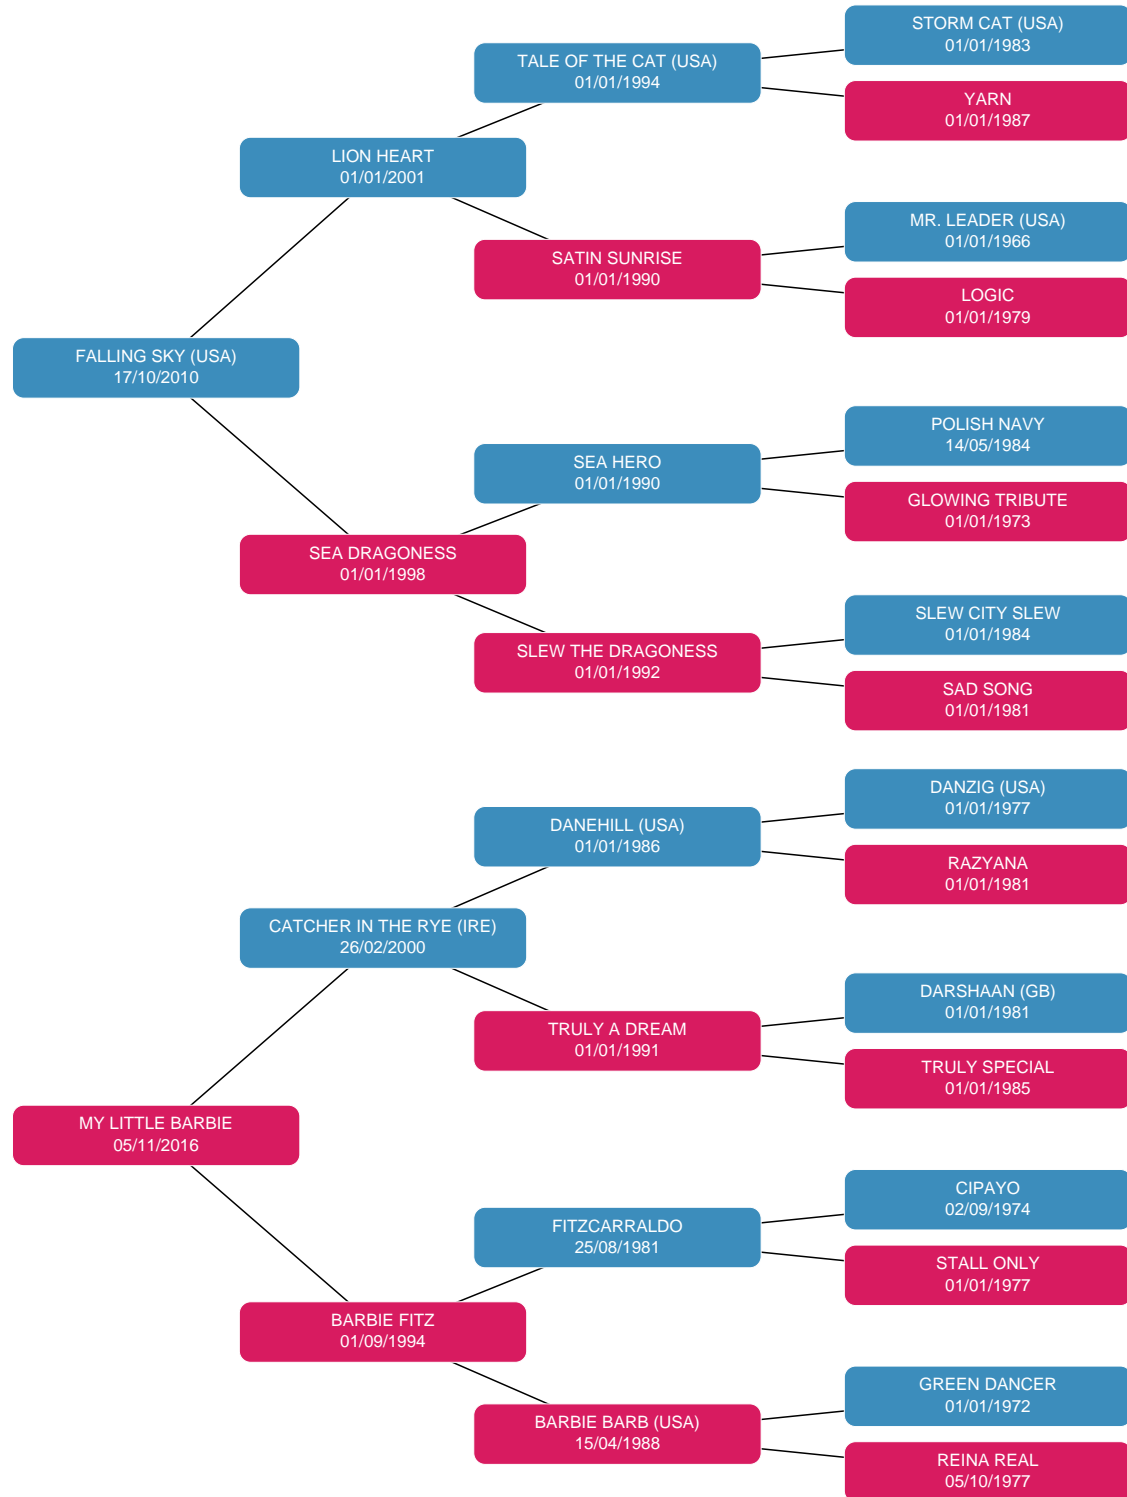 STORM CAT (USA)
01/01/1983
TALE OF THE CAT (USA)
01/01/1994
YARN
01/01/1987
LION HEART
01/01/2001
MR. LEADER (USA)
01/01/1966
SATIN SUNRISE
01/01/1990
LOGIC
01/01/1979
FALLING SKY (USA)
17/10/2010
POLISH NAVY
14/05/1984
SEA HERO
01/01/1990
GLOWING TRIBUTE
01/01/1973
SEA DRAGONESS
01/01/1998
SLEW CITY SLEW
01/01/1984
SLEW THE DRAGONESS
01/01/1992
SAD SONG
01/01/1981
DANZIG (USA)
01/01/1977
DANEHILL (USA)
01/01/1986
RAZYANA
01/01/1981
CATCHER IN THE RYE (IRE)
26/02/2000
DARSHAAN (GB)
01/01/1981
TRULY A DREAM
01/01/1991
TRULY SPECIAL
01/01/1985
MY LITTLE BARBIE
05/11/2016
CIPAYO
02/09/1974
FITZCARRALDO
25/08/1981
STALL ONLY
01/01/1977
BARBIE FITZ
01/09/1994
GREEN DANCER
01/01/1972
BARBIE BARB (USA)
15/04/1988
REINA REAL
05/10/1977